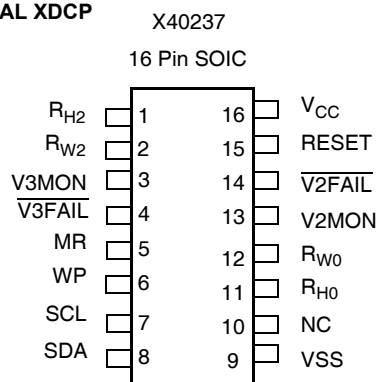 AL XDCP
X40237
16 Pin SOIC
RH2 1 16 VCC
RW2 2 15 RESET
V3MON 3 14 V2FAIL
V3FAIL 4 13 V2MON
MR 5 12 RW0
WP 6 11 RH0
SCL 7 10 NC
SDA 8 9 VSS